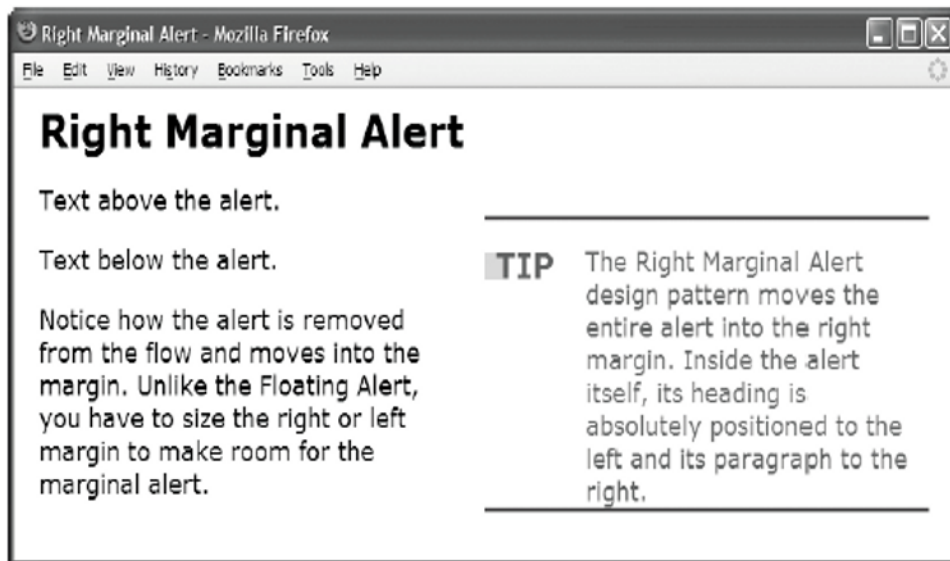 Right Marginal Alert - Mozilla Firefox
File Edit View History Bookmarks Tools Help
Right Marginal Alert
Text above the alert.
Text below the alert.
Notice how the alert is removed
from the flow and moves into the
margin. Unlike the Floating Alert,
you have to size the right or left
margin to make room for the
marginal alert.
TIP
The Right Marginal Alert
design pattern moves the
entire alert into the right
margin. Inside the alert
itself, its heading is
absolutely positioned to the
left and its paragraph to the
right.